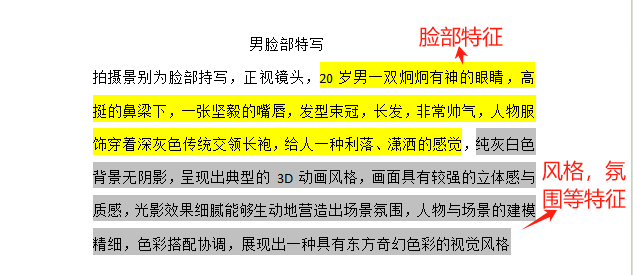 男脸部特写
脸部特征
拍摄景别为脸部持写，正视镜头，20 岁男一双炯炯有神的眼睛，高
挺的鼻梁下，一张坚毅的嘴唇，发型束冠，长发，非常帅气，人物服
饰穿着深灰色传统交领长袍，给人一种利落、潇洒的感觉，纯灰白色
背景无阴影，呈现出典型的 3D 动画风格，画面具有较强的立体感与
质感，光影效果细腻能够生动地营造出场景氛围，人物与场景的建模
精细，色彩搭配协调，展现出一种具有东方奇幻色彩的视觉风格
风格，氛
围等特征